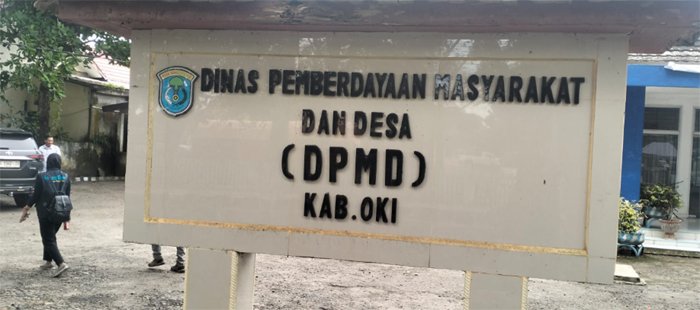 DINAS PEMBERDAYAAN MASYARAKAT
DAN DESA
(DPMD)
KAB.OKI